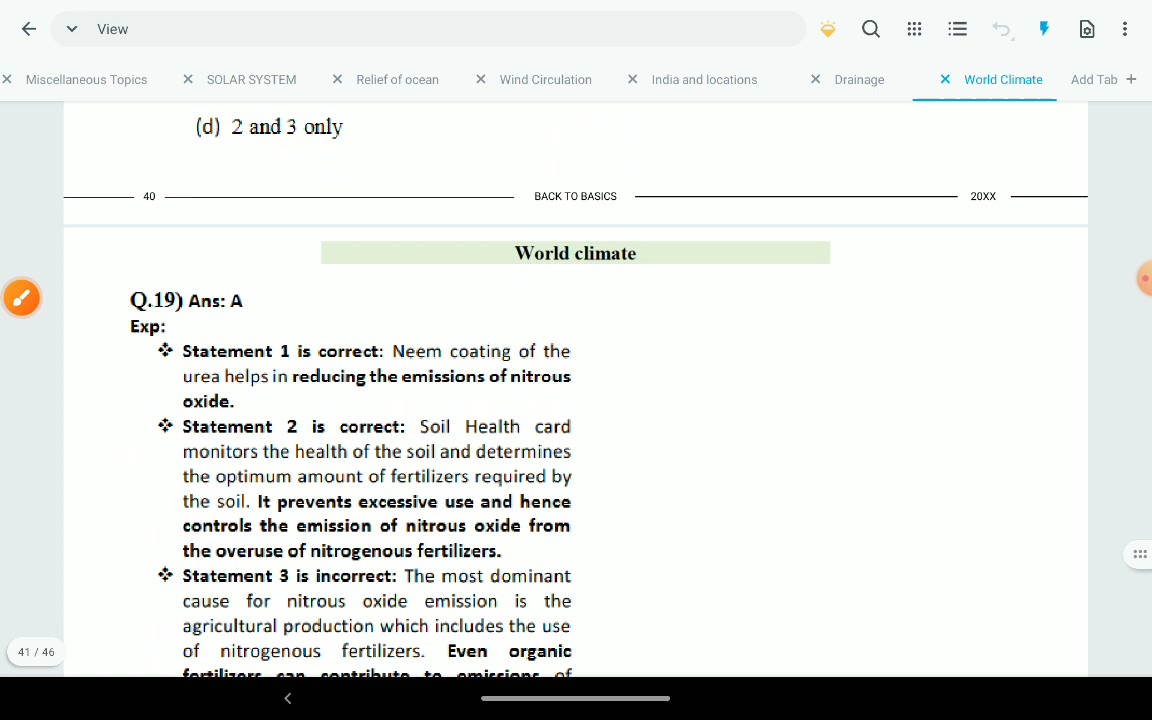 View
Miscellaneous Topics
SOLAR SYSTEM
Relief of ocean
Wind Circulation
India and locations
Drainage
World Climate
Add Tab +
(d) 2 and 3 only
40
BACK TO BASICS
20XX
World climate
Q.19) Ans: A
Exp:
❖ Statement 1 is correct: Neem coating of the
urea helps in reducing the emissions of nitrous
oxide.
❖ Statement 2 is correct: Soil Health card
monitors the health of the soil and determines
the optimum amount of fertilizers required by
the soil. It prevents excessive use and hence
controls the emission of nitrous oxide from
the overuse of nitrogenous fertilizers.
❖ Statement 3 is incorrect: The most dominant
cause for nitrous oxide emission is the
agricultural production which includes the use
of nitrogenous fertilizers. Even organic
fertilizers can contribute to emissions of
41 / 46